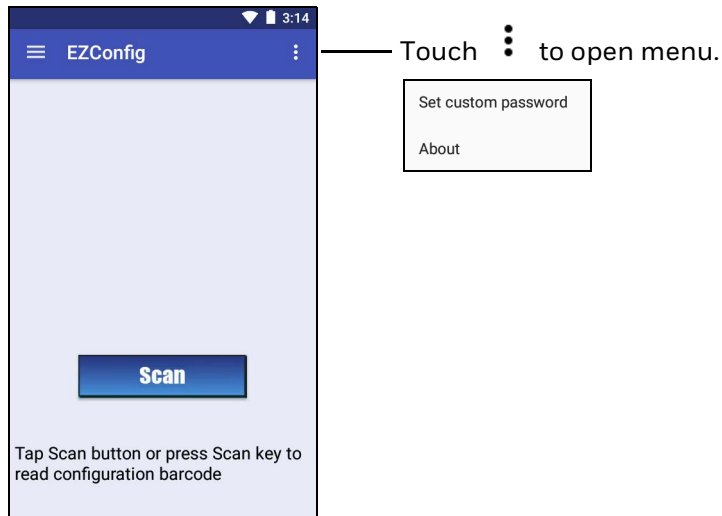 3:14
EZConfig
Touch to open menu.
Set custom password
About
Scan
Tap Scan button or press Scan key to
read configuration barcode